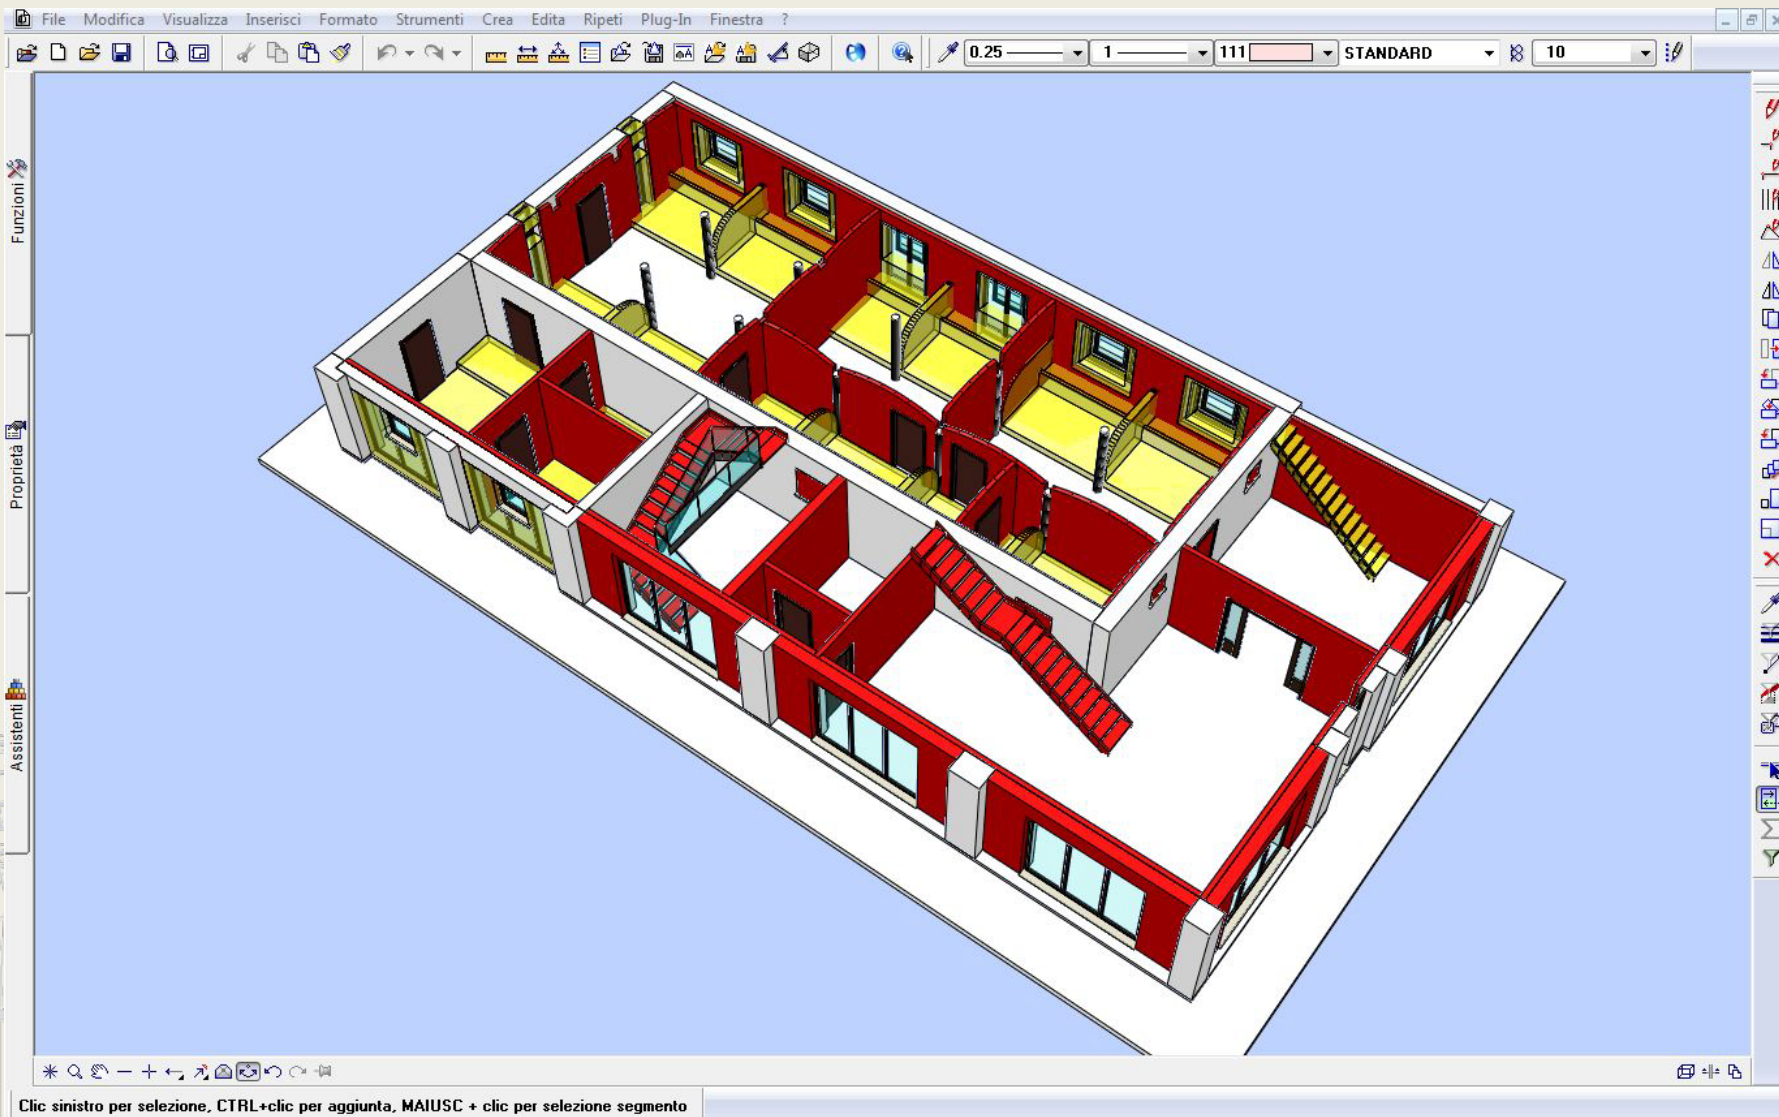 File Modifica Visualizza Inserisci Formato Strumenti Crea Edita Ripeti Plug-In Finestra ?
0.25 1 111 STANDARD 10
Funzioni
Proprietà
Assistenti
Clic sinistro per selezione, CTRL+clic per aggiunta, MAIUSC + clic per selezione segmento